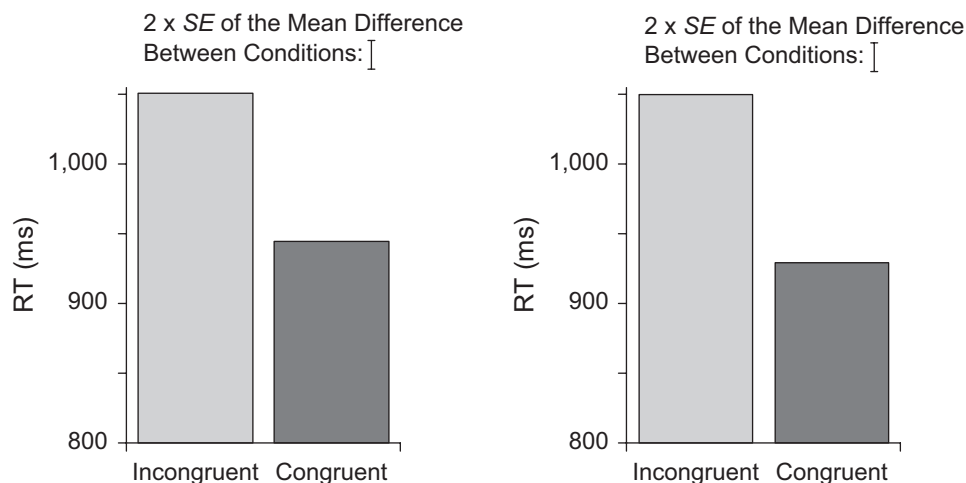 2 x SE of the Mean Difference
Between Conditions:
1,000
900
800
RT (ms)
Incongruent Congruent
2 x SE of the Mean Difference
Between Conditions:
1,000
900
800
RT (ms)
Incongruent Congruent